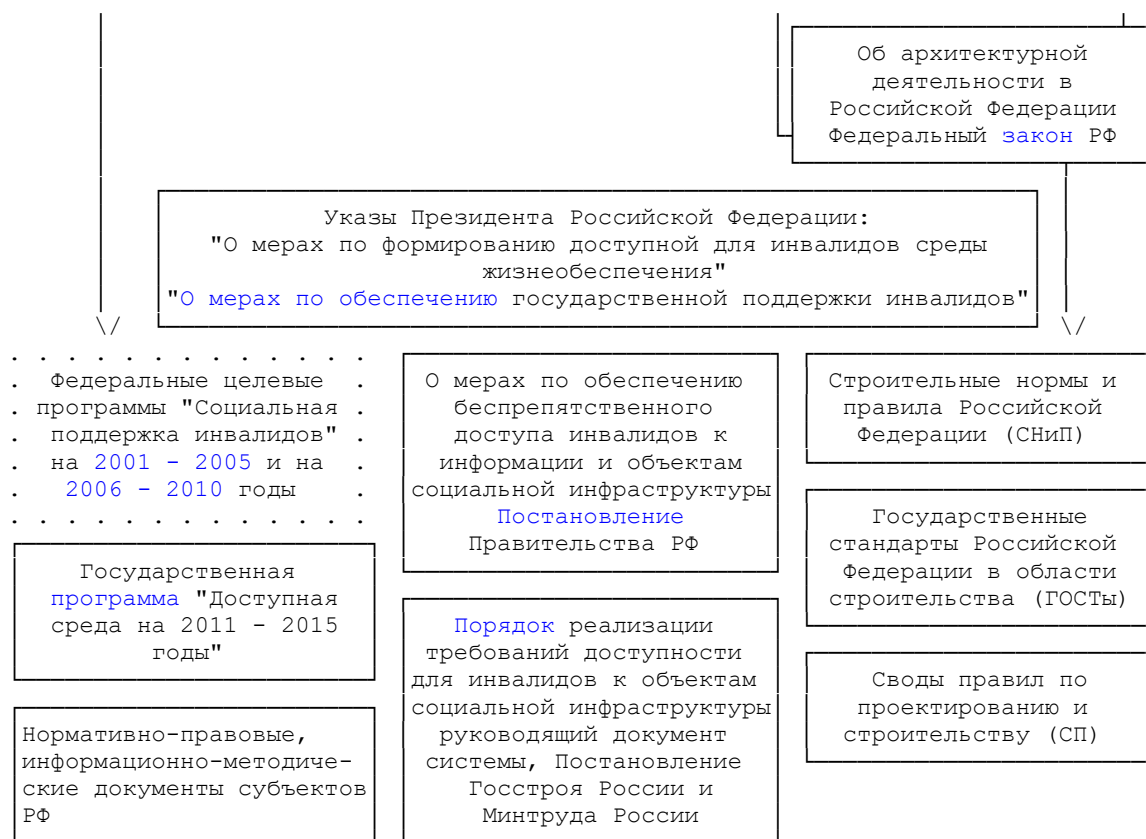 Об архитектурной
деятельности в
Российской Федерации
Федеральный закон РФ
Указы Президента Российской Федерации:
"О мерах по формированию доступной для инвалидов среды
жизнеобеспечения"
"О мерах по обеспечению государственной поддержки инвалидов"
Федеральные целевые
программы "Социальная
поддержка инвалидов"
на 2001 - 2005 и на
2006 - 2010 годы
Государственная
программа "Доступная
среда на 2011 - 2015
годы"
Нормативно-правовые,
информационно-методиче-
ские документы субъектов
РФ
О мерах по обеспечению
беспрепятственного
доступа инвалидов к
информации и объектам
социальной инфраструктуры
Постановление
Правительства РФ
Порядок реализации
требований доступности
для инвалидов к объектам
социальной инфраструктуры
руководящий документ
системы, Постановление
Госстроя России и
Минтруда России
Строительные нормы и
правила Российской
Федерации (СНиП)
Государственные
стандарты Российской
Федерации в области
строительства (ГОСТы)
Своды правил по
проектированию и
строительству (СП)